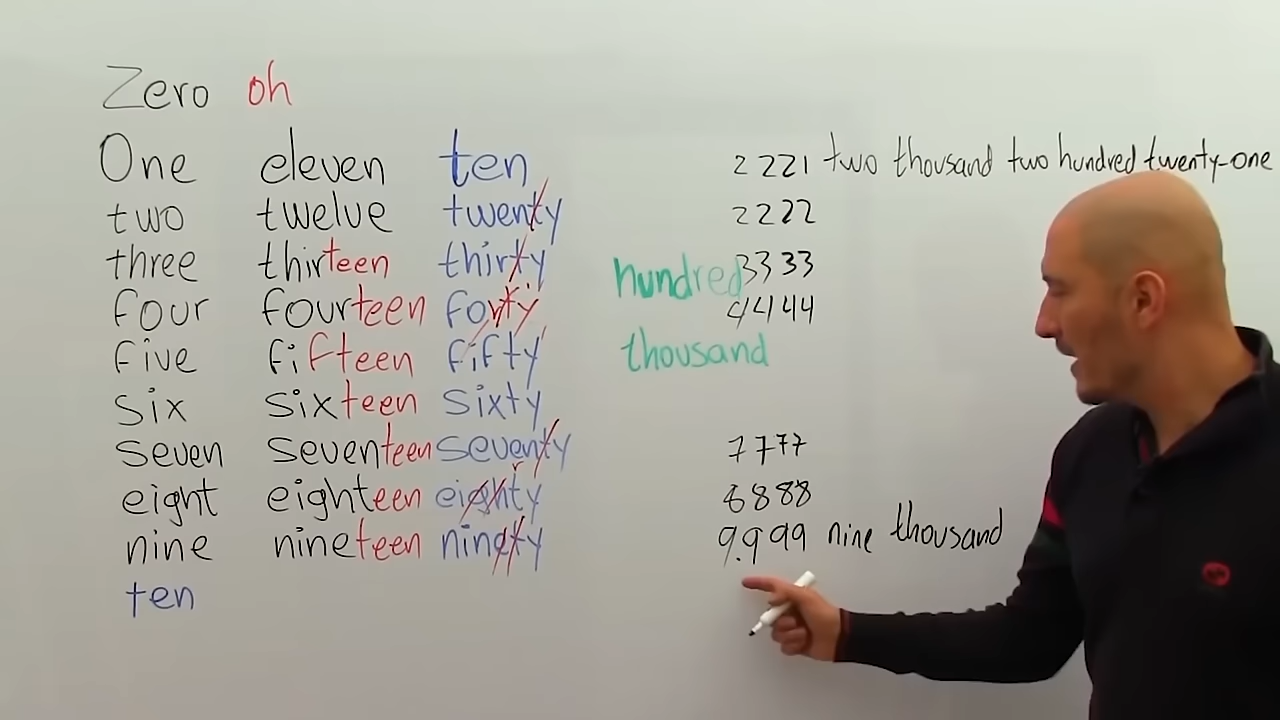 Zero oh
One eleven ten
two twelve twenty
three thirteen thirty
four fourteen forty
five fifteen fifty
six sixteen sixty
seven seventeen seventy
eight eighteen eighty
nine nineteen ninety
ten
hundred
thousand
2221 two thousand two hundred twenty-one
2222
3333
4444
7777
8888
9.999 nine thousand